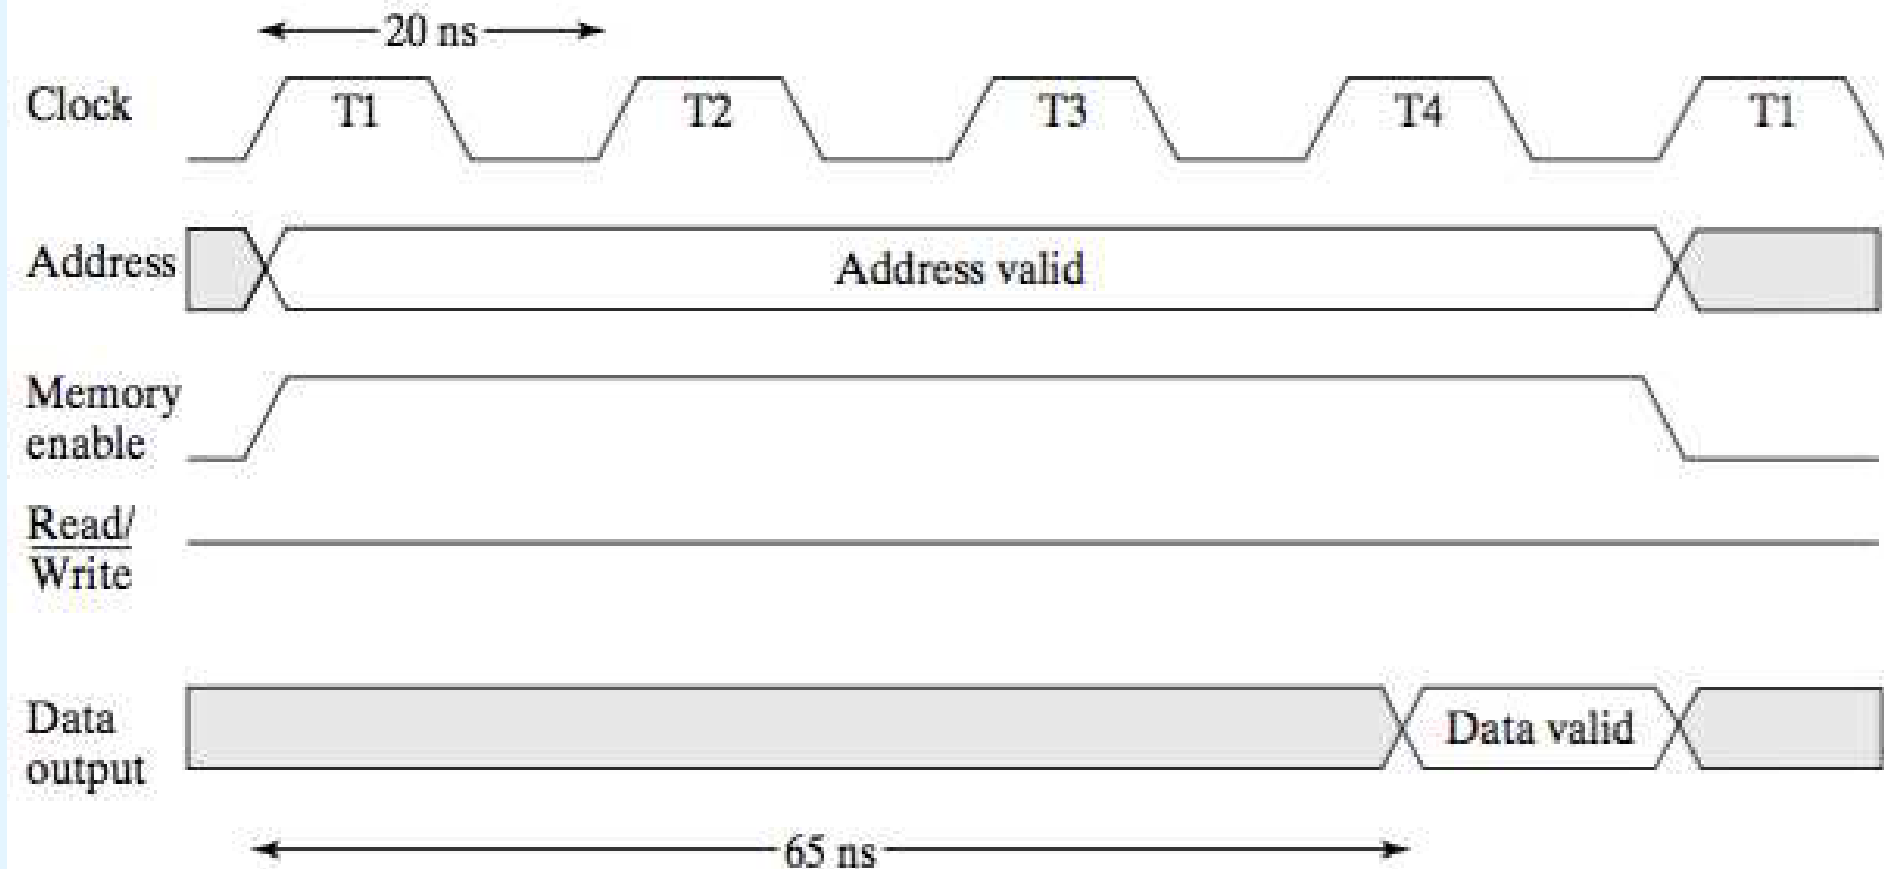 20 ns
Clock
T1
T2
T3
T4
T1
Address
Address valid
Memory
enable
Read/
Write
Data
output
Data valid
65 ns